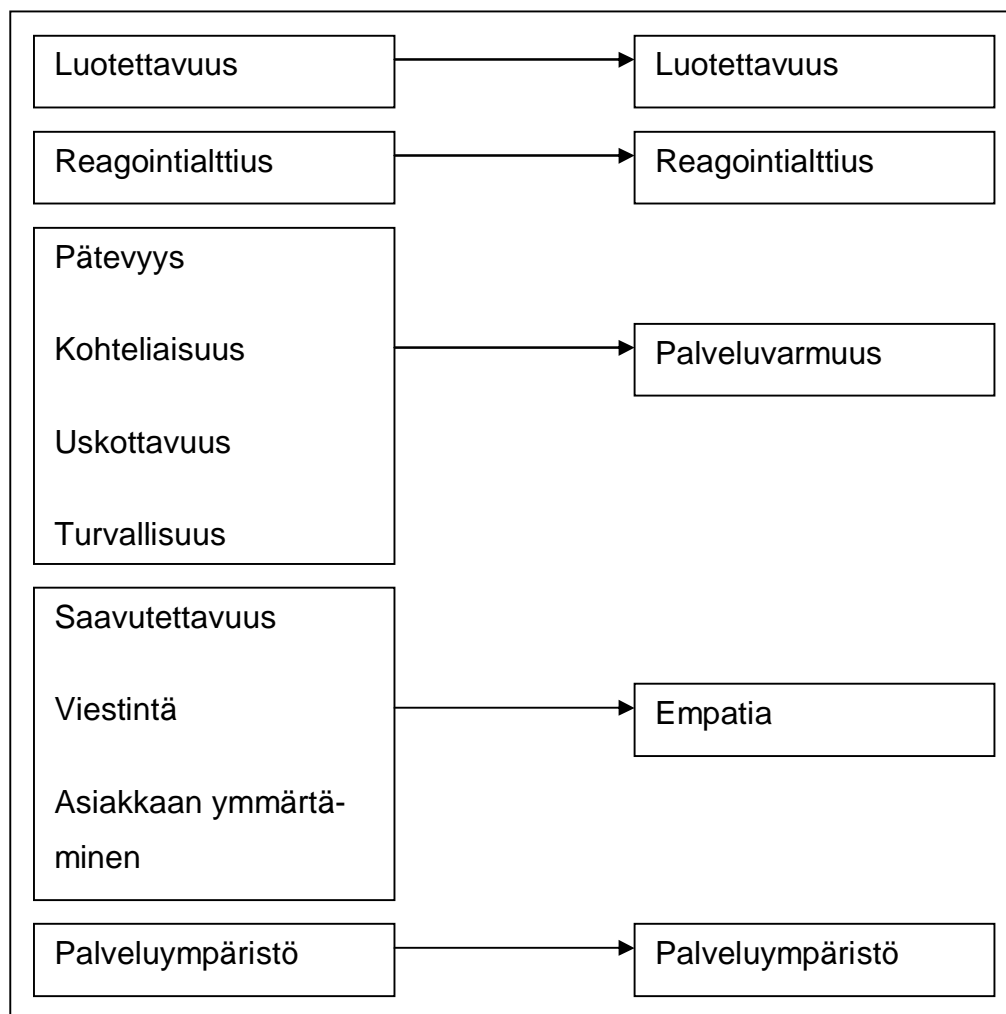 Luotettavuus
Luotettavuus
Reagointialttius
Reagointialttius
Pätevyys
Kohteliaisuus
Uskottavuus
Turvallisuus
Palveluvarmuus
Saavutettavuus
Viestintä
Asiakkaan ymmärtä-
minen
Empatia
Palveluympäristö
Palveluympäristö